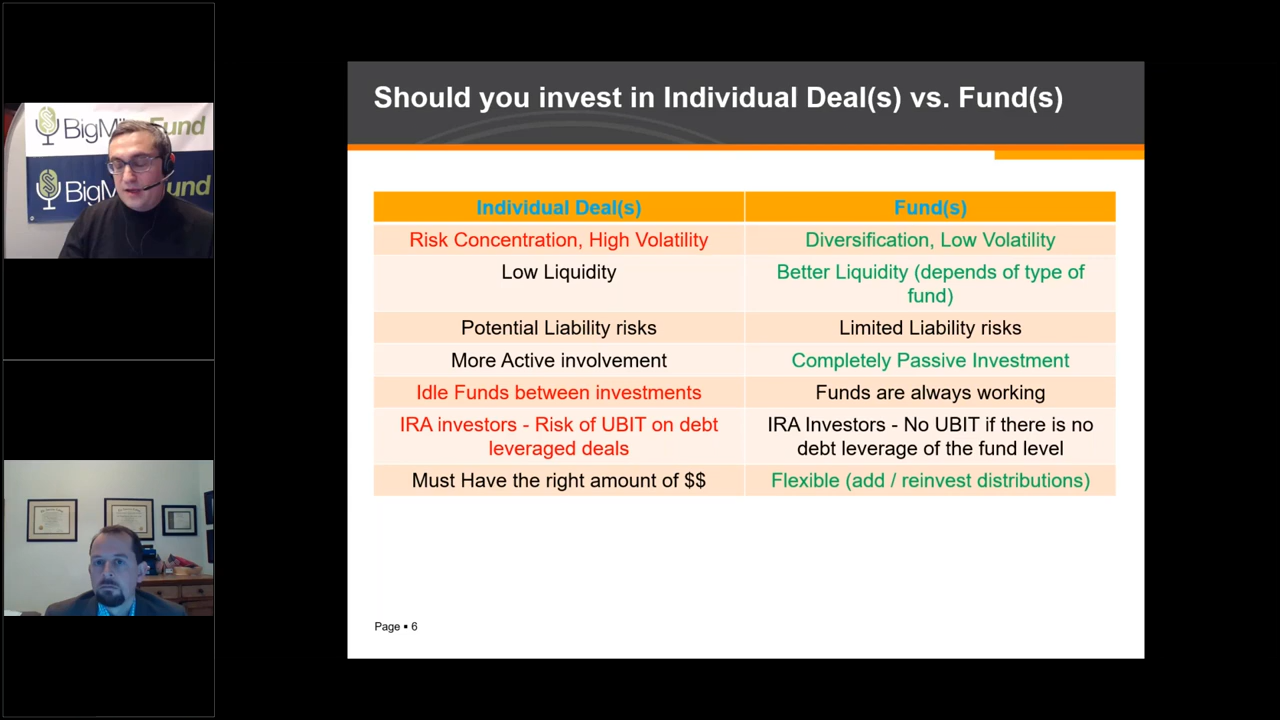 BigMi Fund
BigMi und
Should you invest in Individual Deal(s) vs. Fund(s)
Individual Deal(s)
Fund(s)
Risk Concentration, High Volatility
Diversification, Low Volatility
Low Liquidity
Better Liquidity (depends of type of
fund)
Potential Liability risks
Limited Liability risks
More Active involvement
Completely Passive Investment
Idle Funds between investments
Funds are always working
IRA investors - Risk of UBIT on debt
leveraged deals
IRA Investors - No UBIT if there is no
debt leverage of the fund level
Must Have the right amount of $$
Flexible (add / reinvest distributions)
Page ▪ 6